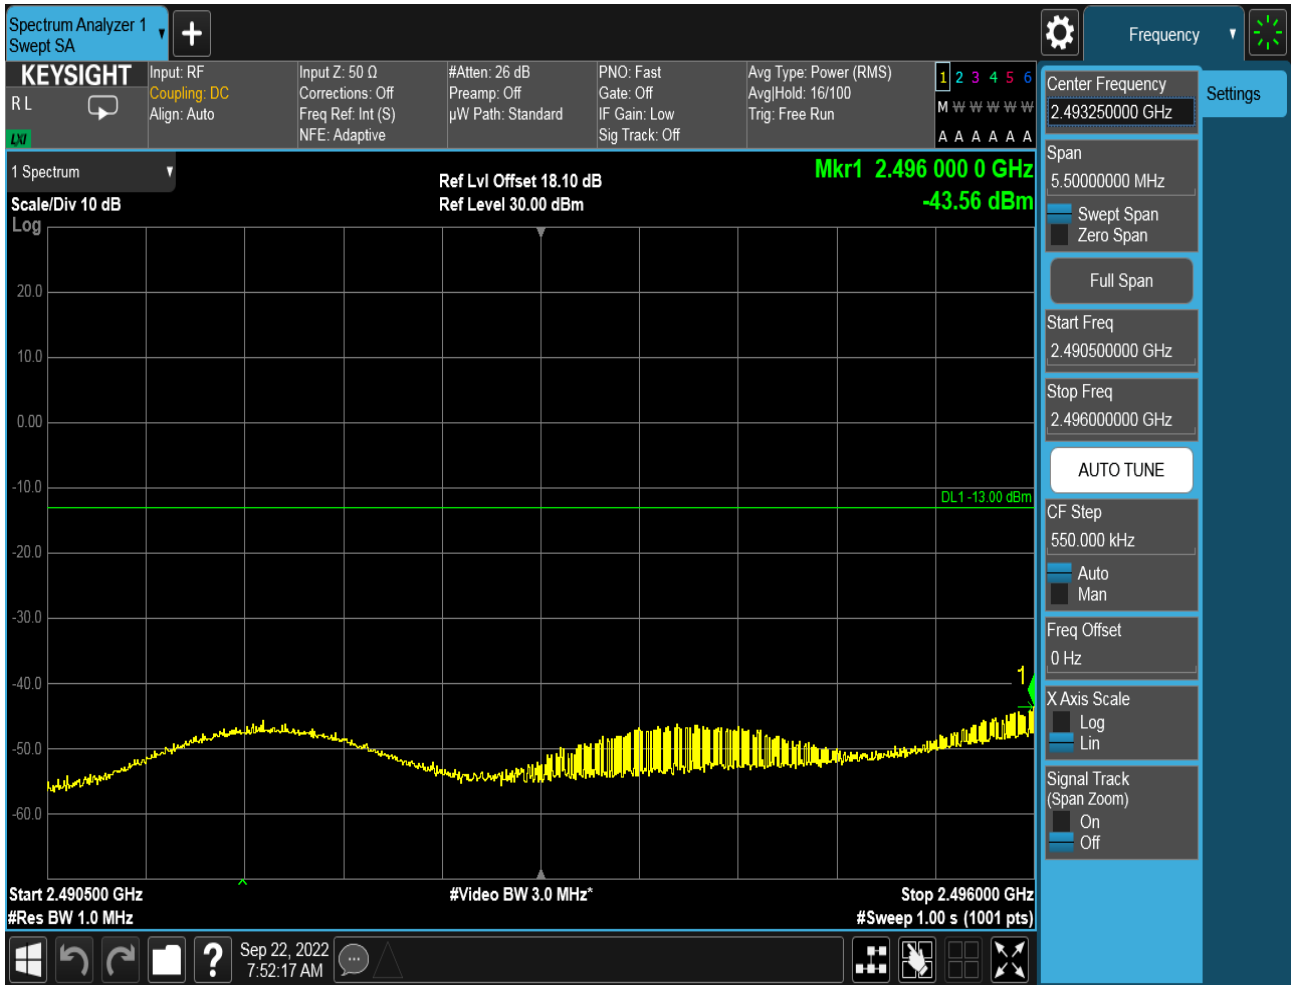 Spectrum Analyzer 1
Swept SA
Frequency
KEYSIGHT
R L
LXI
Input: RF
Coupling: DC
Align: Auto
Input Z: 50 Ω
Corrections: Off
Freq Ref: Int (S)
NFE: Adaptive
#Atten: 26 dB
Preamp: Off
µW Path: Standard
PNO: Fast
Gate: Off
IF Gain: Low
Sig Track: Off
Avg Type: Power (RMS)
Avg|Hold: 16/100
Trig: Free Run
1 2 3 4 5 6
M W W W W W
A A A A A A
1 Spectrum
Scale/Div 10 dB
Log
Ref Lvl Offset 18.10 dB
Ref Level 30.00 dBm
Mkr1 2.496 000 0 GHz
-43.56 dBm
20.0
10.0
0.00
-10.0
DL1 -13.00 dBm
-20.0
-30.0
-40.0
1
-50.0
-60.0
Start 2.490500 GHz
#Video BW 3.0 MHz*
Stop 2.496000 GHz
#Res BW 1.0 MHz
#Sweep 1.00 s (1001 pts)
Sep 22, 2022
7:52:17 AM
Center Frequency
2.493250000 GHz
Settings
Span
5.50000000 MHz
Swept Span
Zero Span
Full Span
Start Freq
2.490500000 GHz
Stop Freq
2.496000000 GHz
AUTO TUNE
CF Step
550.000 kHz
Auto
Man
Freq Offset
0 Hz
X Axis Scale
Log
Lin
Signal Track
(Span Zoom)
On
Off